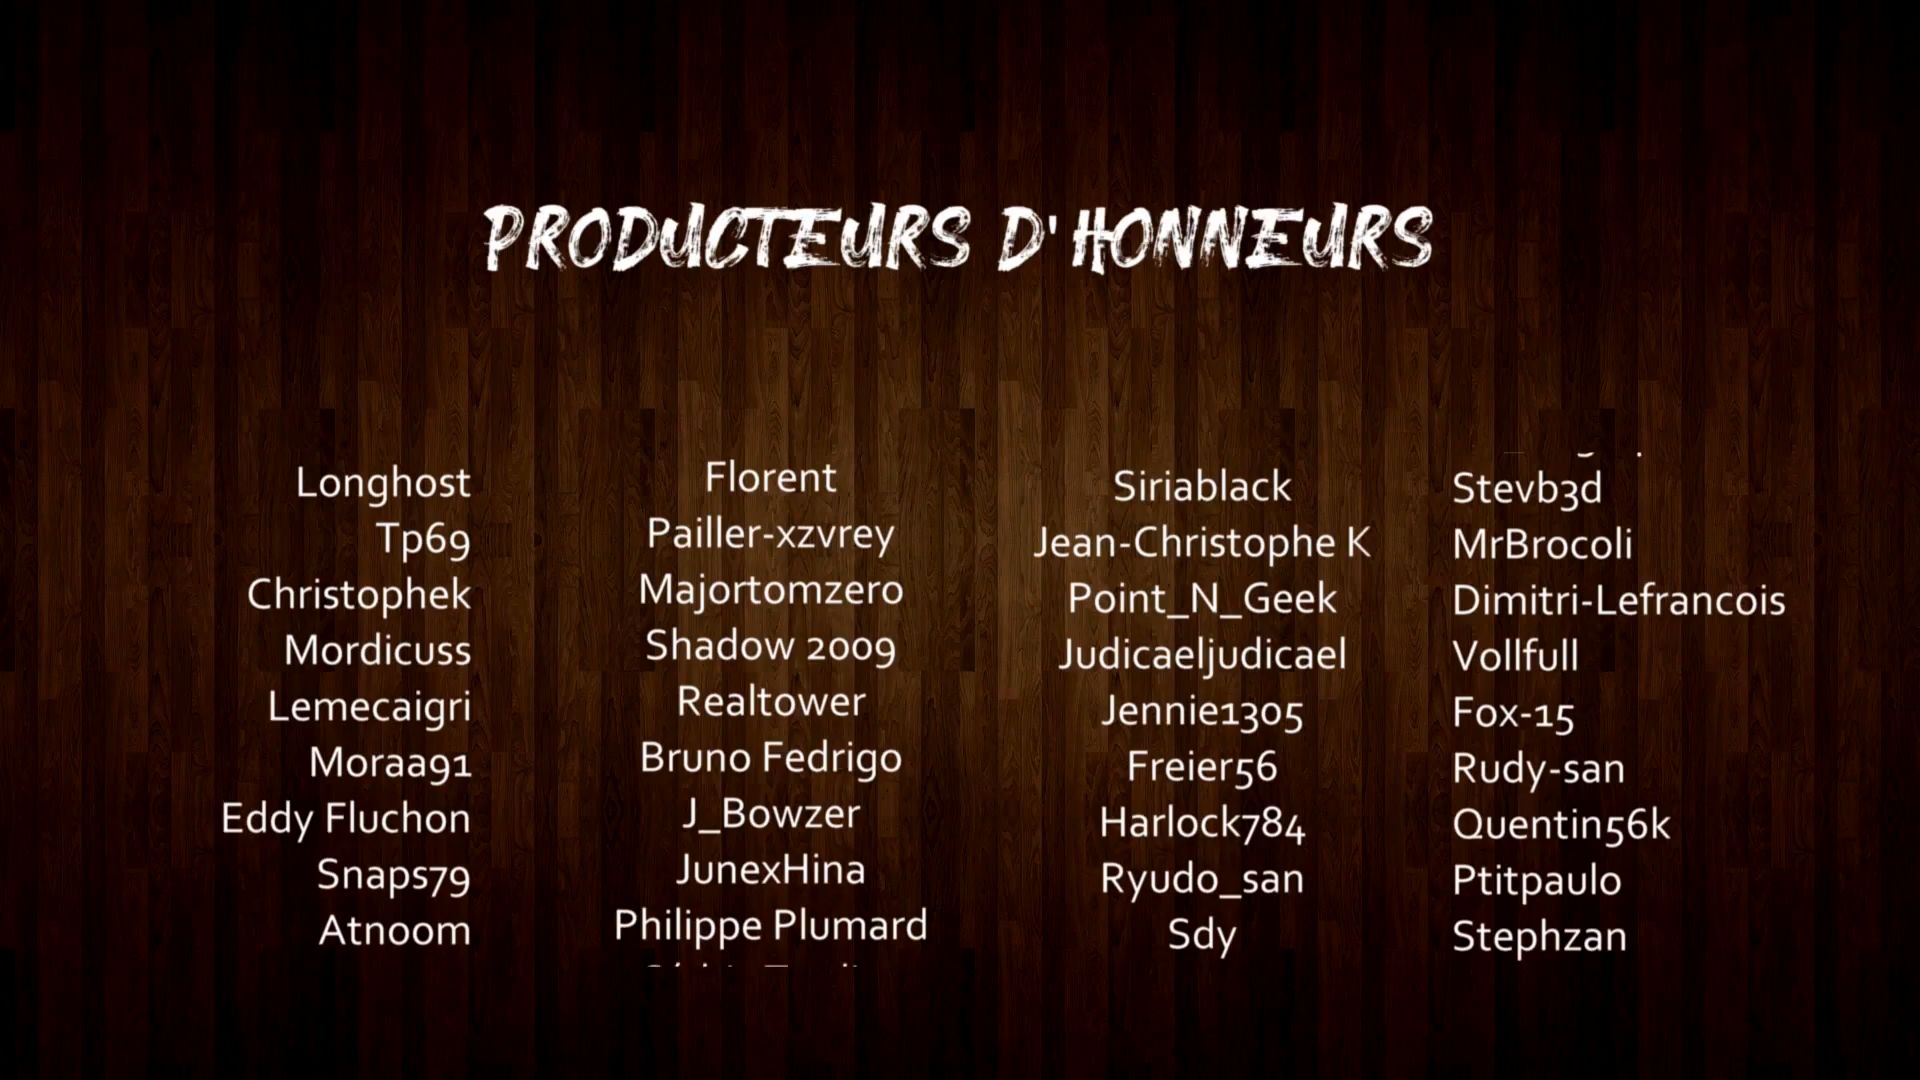 PRODUCTEURS D'HONNEURS
Longhost
Tp69
Christophek
Mordicuss
Lemecaigri
Moraa91
Eddy Fluchon
Snaps79
Atnoom
Florent
Pailler-xzvrey
Majortomzero
Shadow 2009
Realtower
Bruno Fedrigo
J_Bowzer
JunexHina
Philippe Plumard
Siriablack
Jean-Christophe K
Point_N_Geek
Judicaeljudicael
Jennie1305
Freier56
Harlock784
Ryudo_san
Sdy
Stevb3d
MrBrocoli
Dimitri-Lefrancois
Vollfull
Fox-15
Rudy-san
Quentin56k
Ptitpaulo
Stephzan